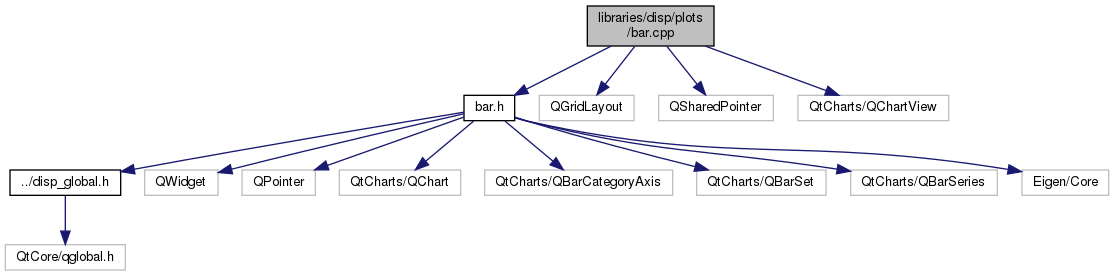 libraries/disp/plots
/bar.cpp
bar.h
QGridLayout
QSharedPointer
QtCharts/QChartView
../disp_global.h
QWidget
QPointer
QtCharts/QChart
QtCharts/QBarCategoryAxis
QtCharts/QBarSet
QtCharts/QBarSeries
Eigen/Core
QtCore/qglobal.h